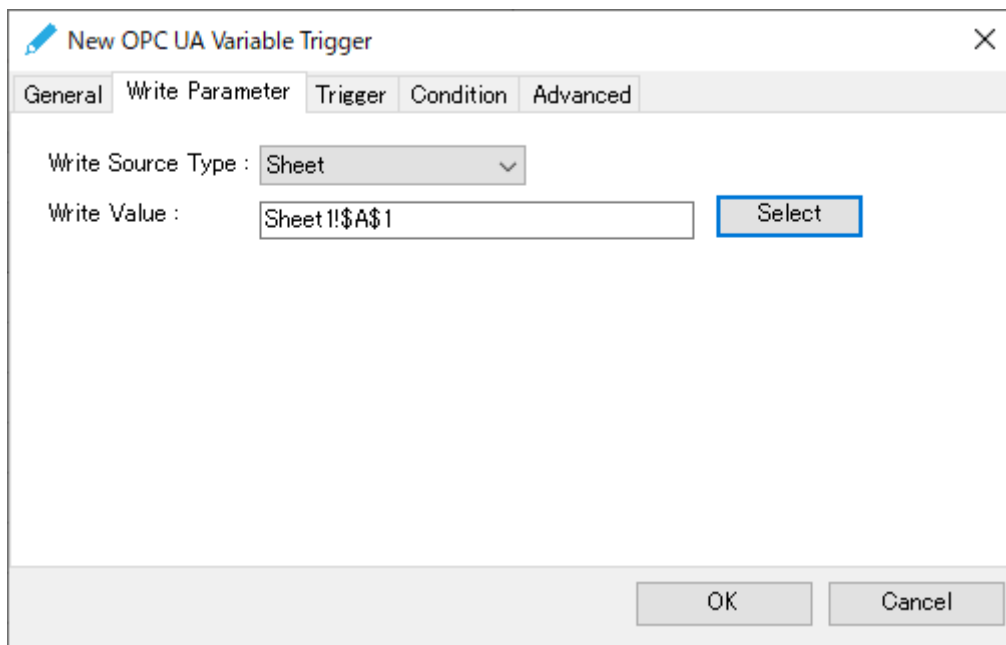 New OPC UA Variable Trigger
General Write Parameter Trigger Condition Advanced
Write Source Type : Sheet
Write Value : Sheet1!$A$1 Select
OK Cancel